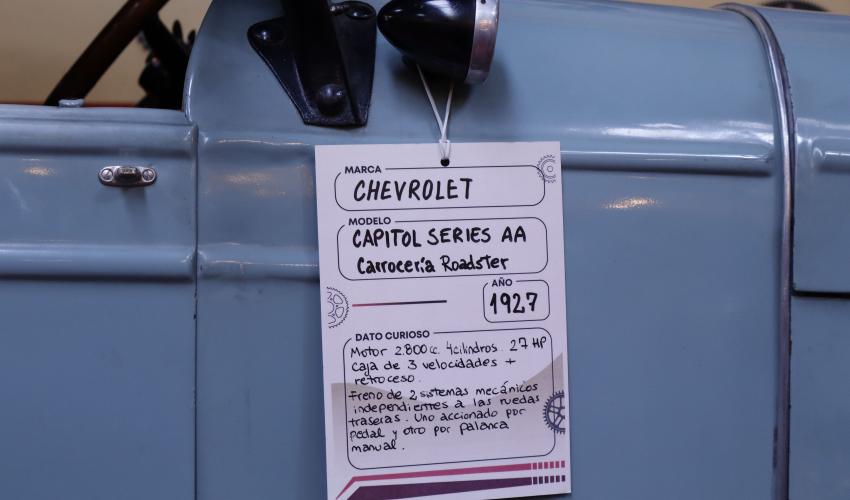 MARCA
CHEVROLET
MODELO
CAPITOL SERIES AA
Carrocería Roadster
AÑO
1927
DATO CURIOSO
Motor 2.800 cc. 4 cilindros. 27 HP
caja de 3 velocidades +
retroceso.
Freno de 2 sistemas mecánicos
independientes a las ruedas
traseras. Uno accionado por
pedal y otro por palanca
manual.